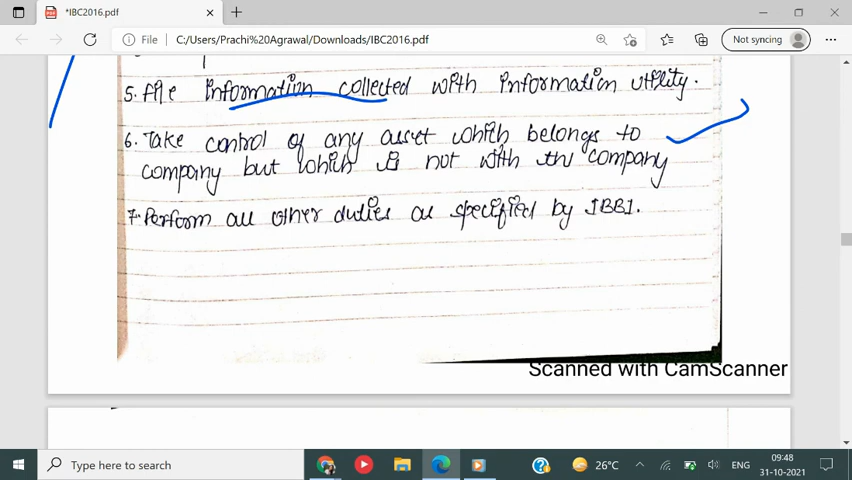 *IBC2016.pdf
File
C:/Users/Prachi%20Agrawal/Downloads/IBC2016.pdf
Not syncing
5. File information collected with information utility.
6. Take control of any asset which belongs to
company but which is not with the company
7. Perform all other duties as specified by IBBI.
Scanned with CamScanner
Type here to search
26°C
ENG
09:48
31-10-2021